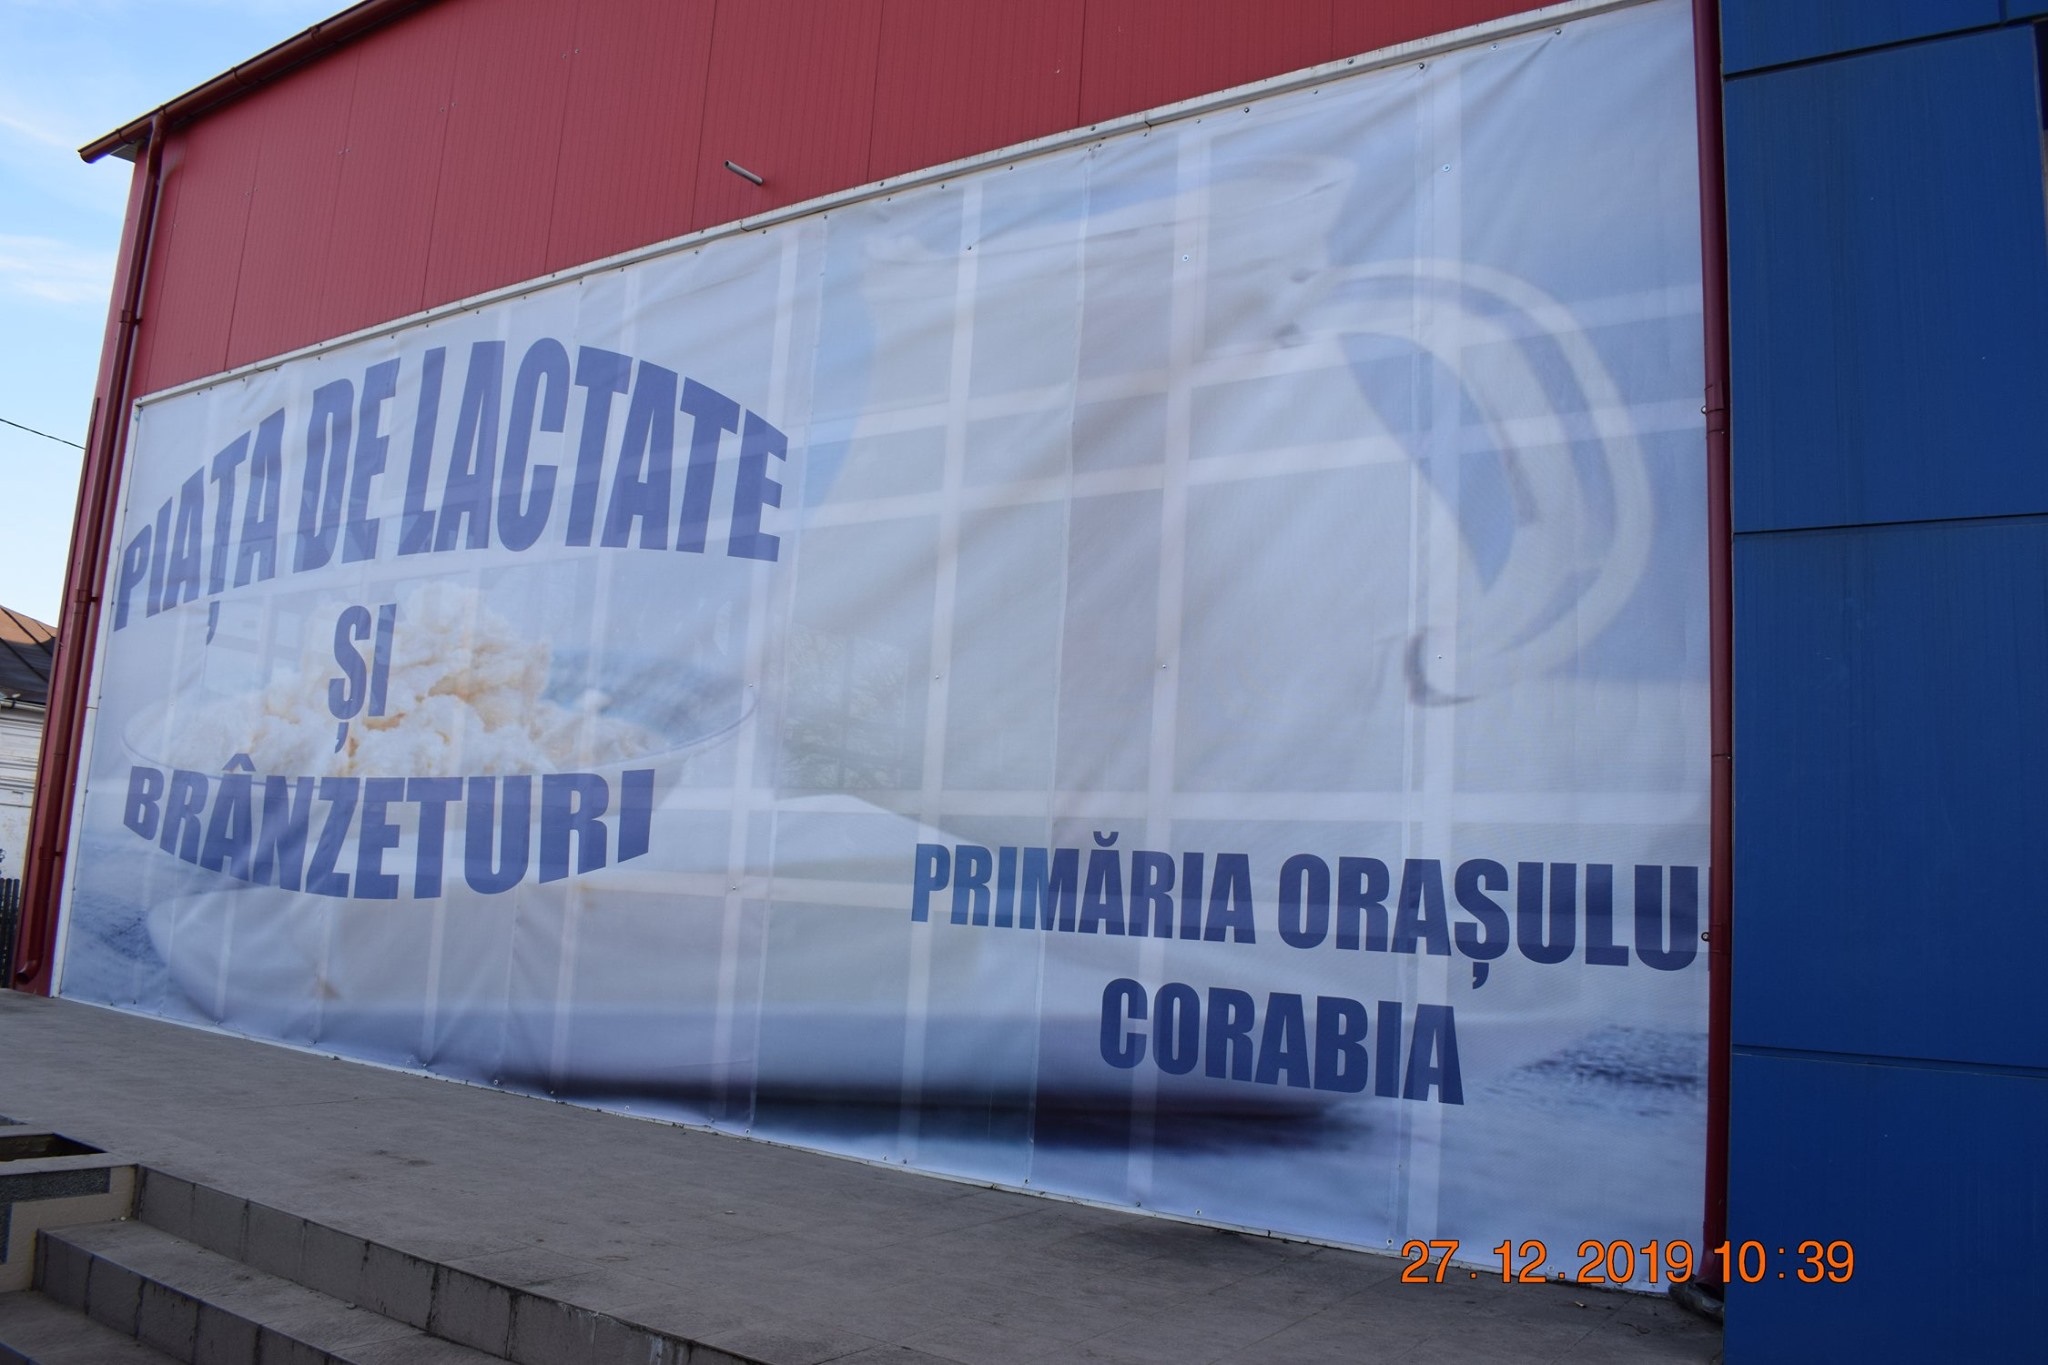 PIAȚA DE LACTATE
ȘI
BRÂNZETURI
PRIMĂRIA ORAȘULUI
CORABIA
27.12.2019 10:39